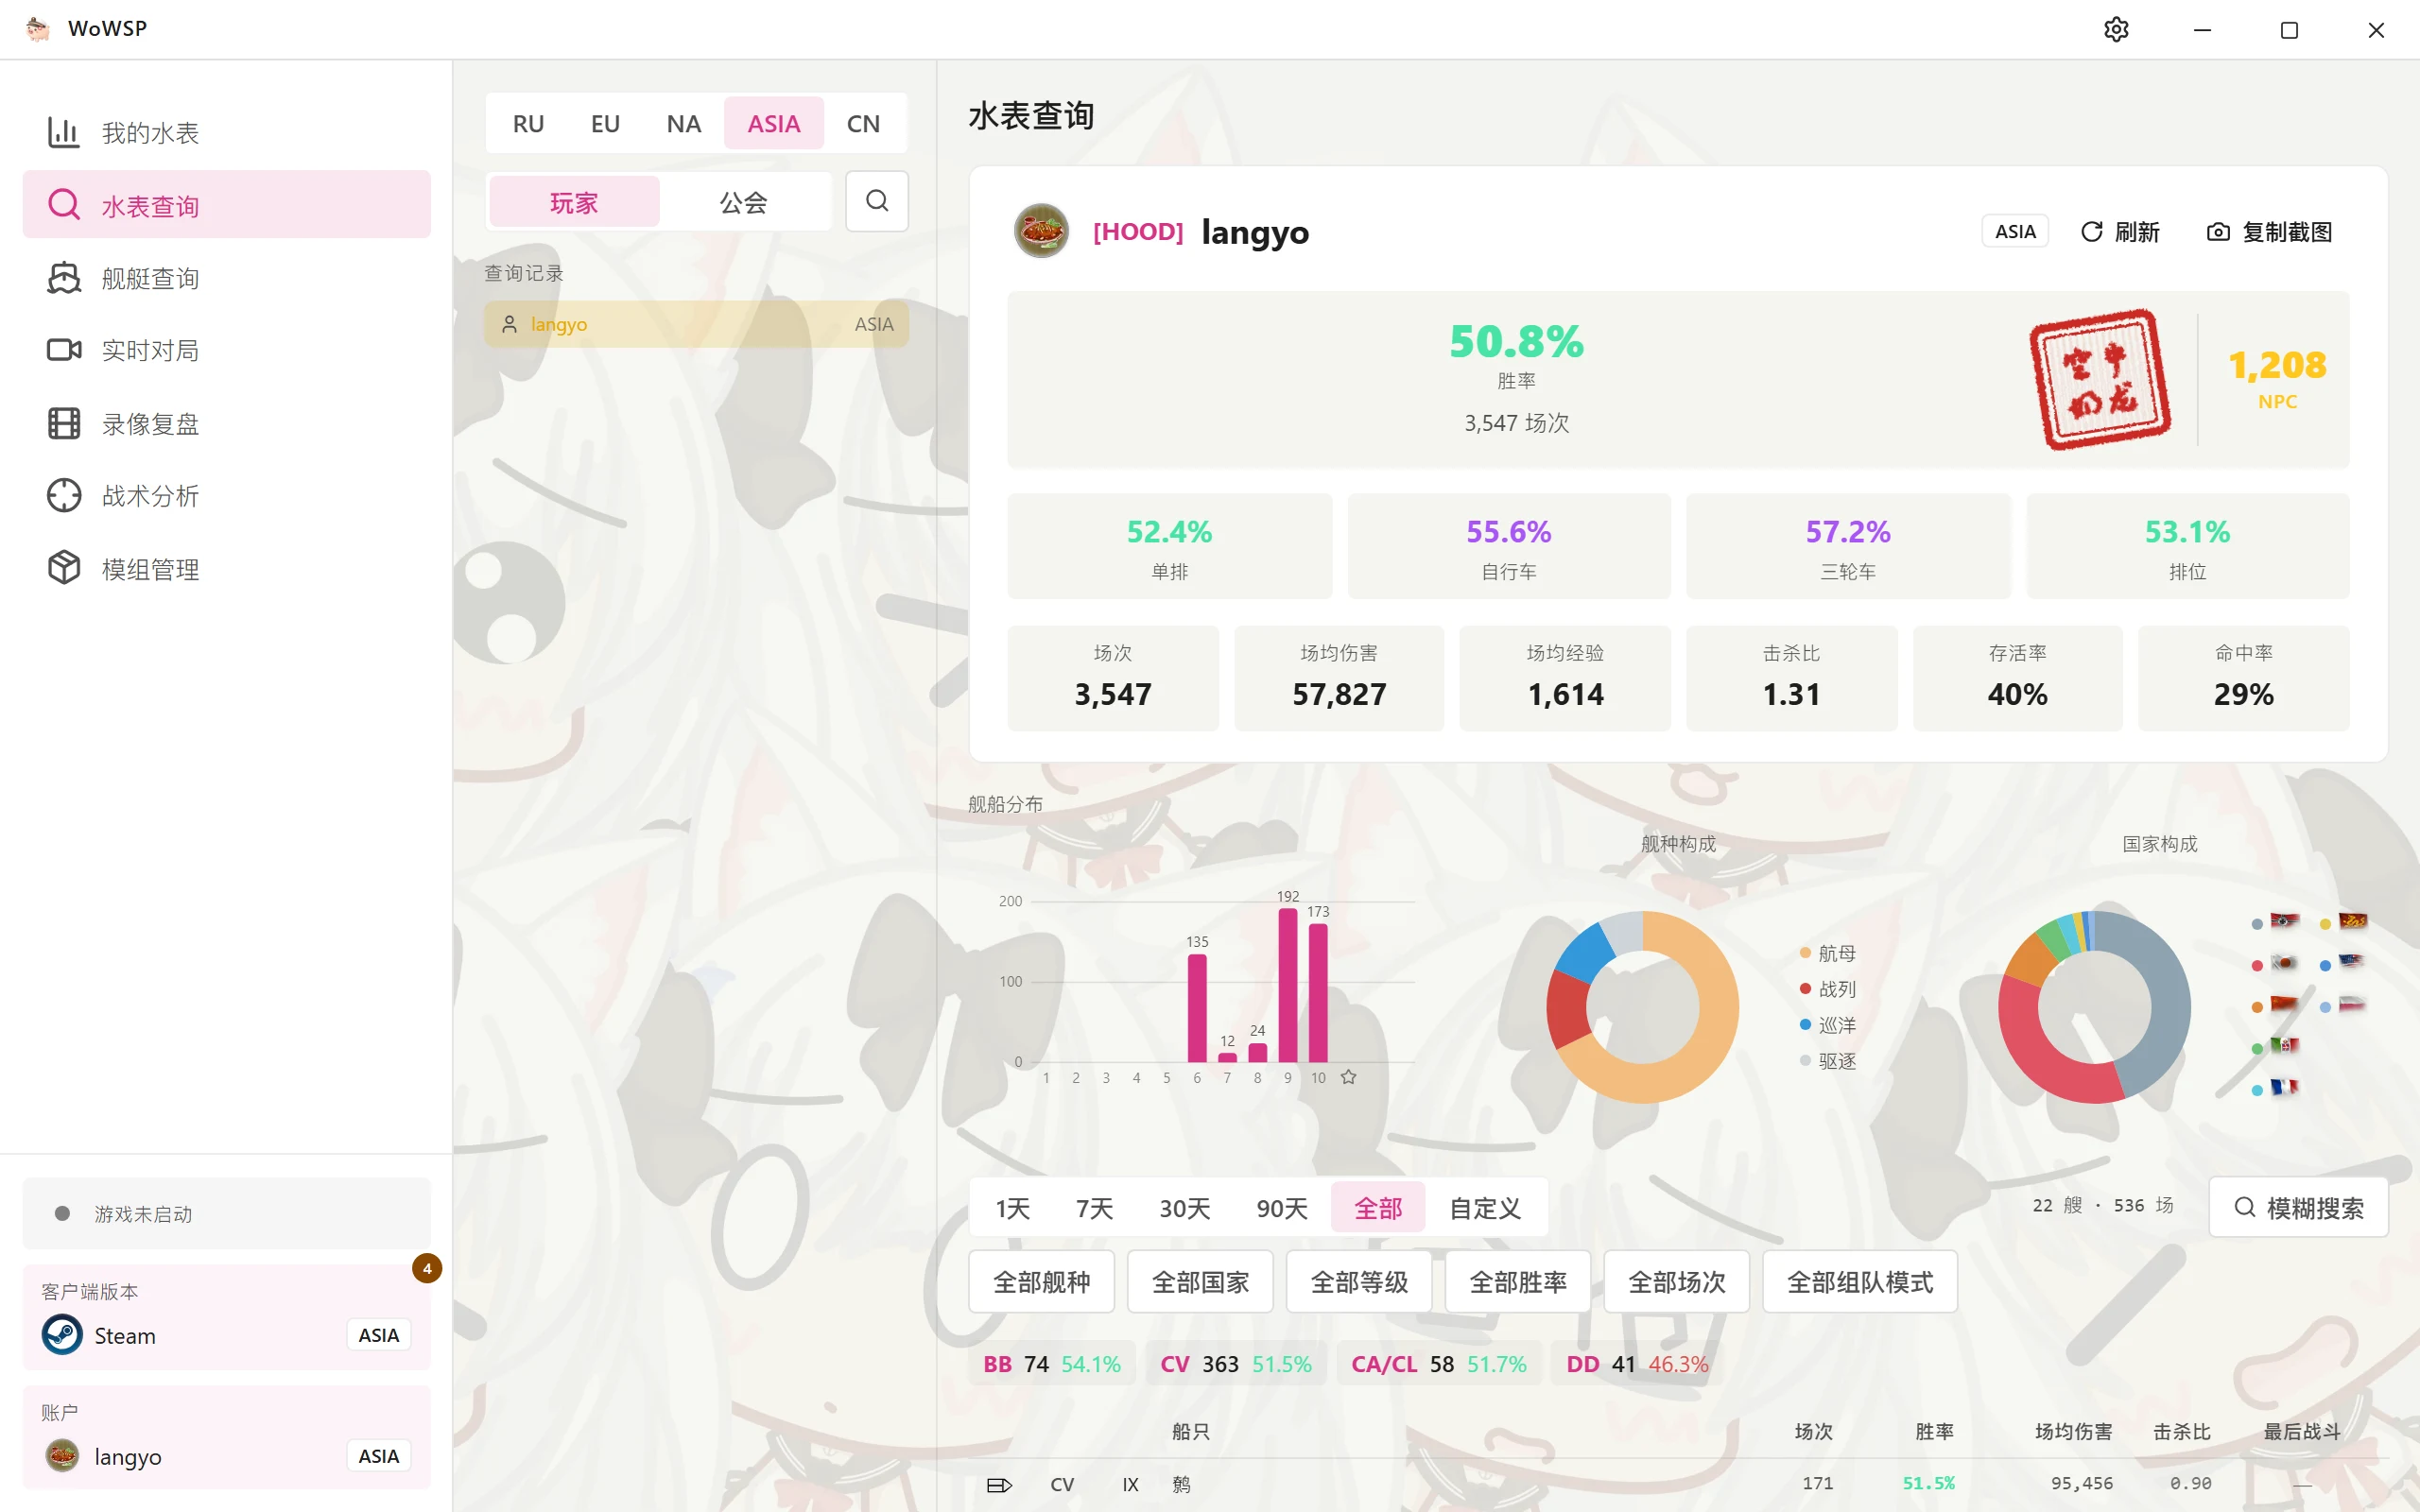 WoWSP
我的水表
水表查询
舰艇查询
实时对局
录像复盘
战术分析
模组管理
游戏未启动
4
客户端版本
Steam ASIA
账户
langyo ASIA
RU EU NA ASIA CN
玩家 公会
查询记录
langyo ASIA
水表查询
[HOOD] langyo ASIA 刷新 复制截图
50.8%
胜率
3,547 场次
空中
奶龙
1,208
NPC
52.4% 55.6% 57.2% 53.1%
单排 自行车 三轮车 排位
场次 场均伤害 场均经验 击杀比 存活率 命中率
3,547 57,827 1,614 1.31 40% 29%
舰船分布
舰种构成 国家构成
200
100
0
135 12 24 192 173
1 2 3 4 5 6 7 8 9 10
航母
战列
巡洋
驱逐
1天 7天 30天 90天 全部 自定义 22 艘 · 536 场 模糊搜索
全部舰种 全部国家 全部等级 全部胜率 全部场次 全部组队模式
BB 74 54.1% CV 363 51.5% CA/CL 58 51.7% DD 41 46.3%
船只 场次 胜率 场均伤害 击杀比 最后战斗
CV IX 171 51.5% 95,456 0.90 —